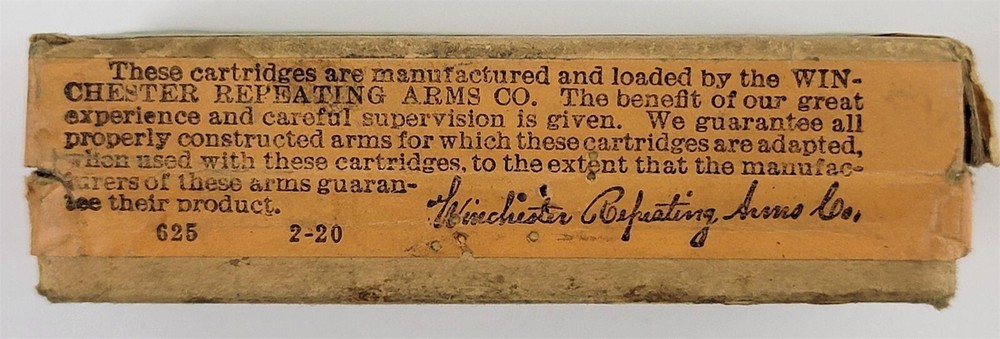 These cartridges are manufactured and loaded by the WIN-
CHESTER REPEATING ARMS CO. The benefit of our great
experience and careful supervision is given. We guarantee all
properly constructed arms for which these cartridges are adapted,
when used with these cartridges, to the extent that the manufac-
turers of these arms guaran-
tee their product.
Winchester Repeating Arms Co.
625 2-20